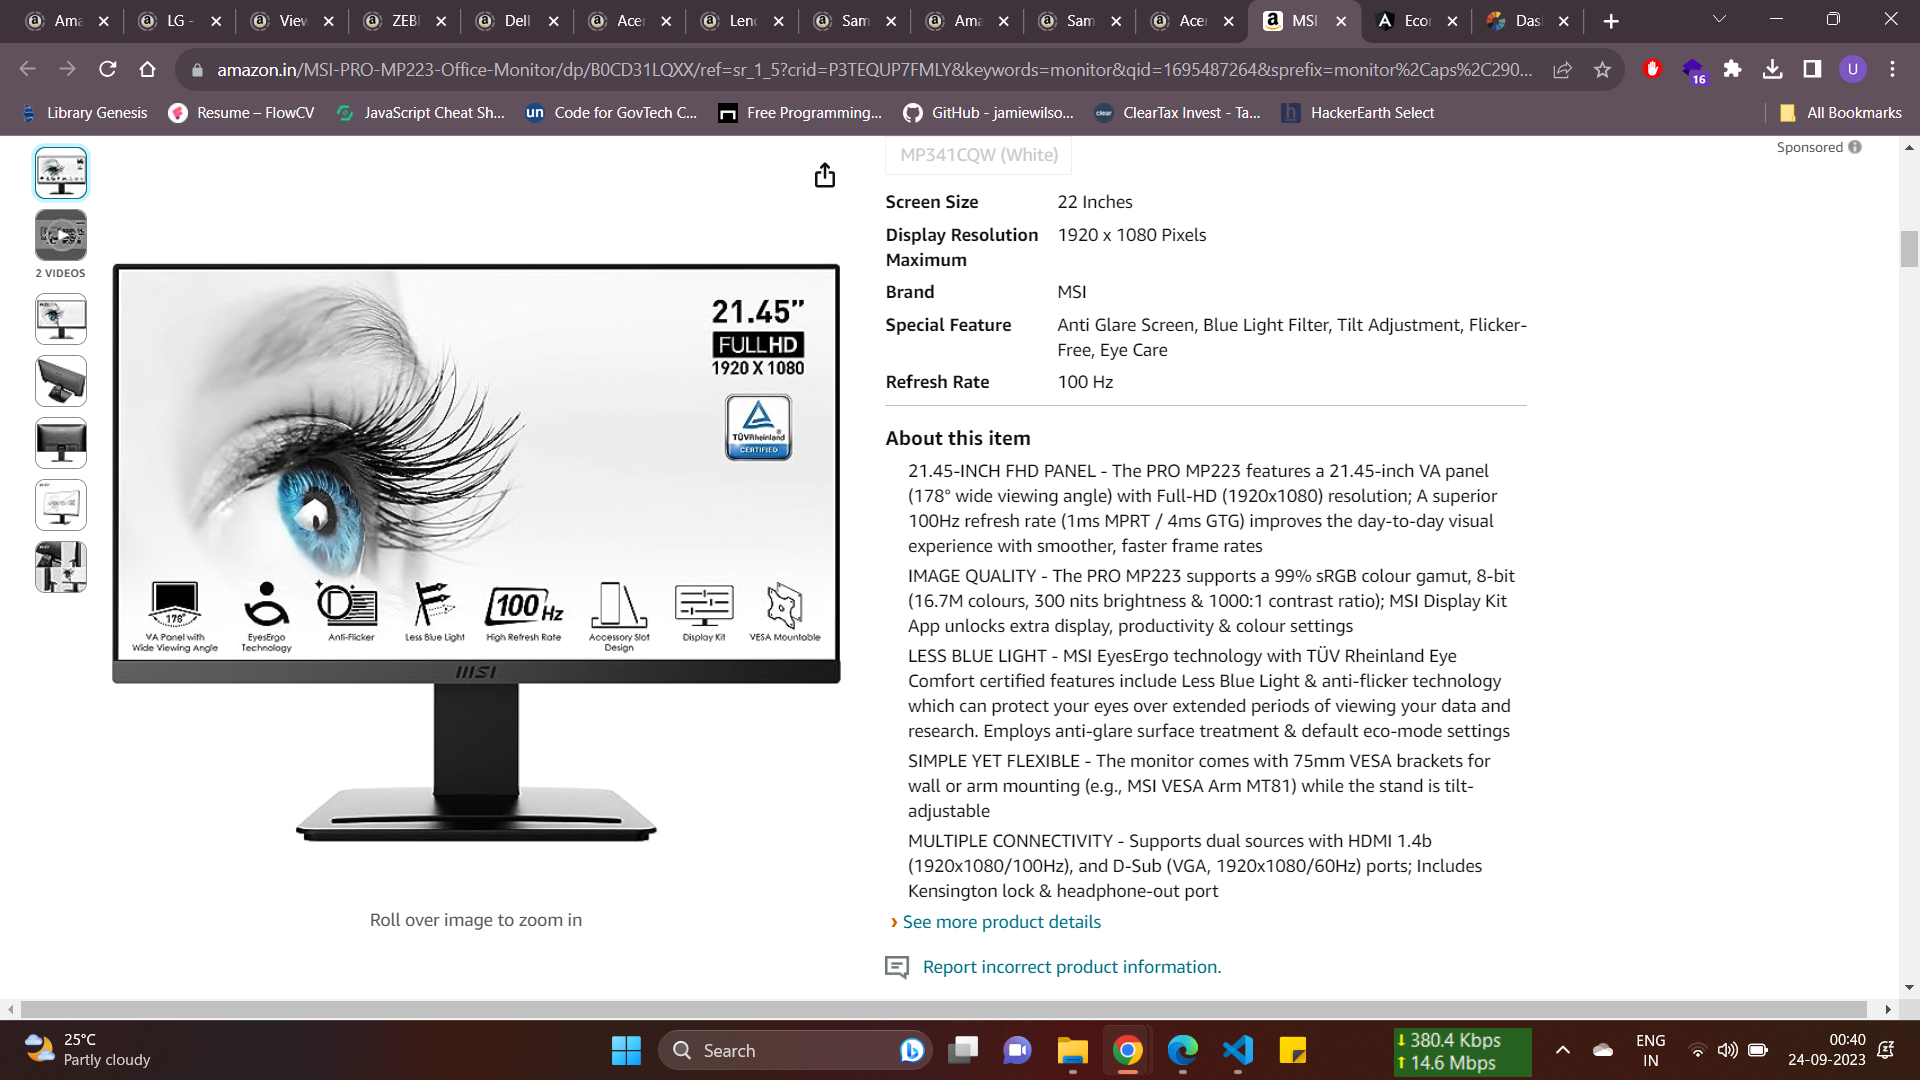 Ama
LG -
View
ZEBI
Dell
Acer
Leno
Sam
Ama
Sam
Acer
MSI
Econ
Dash
amazon.in/MSI-PRO-MP223-Office-Monitor/dp/B0CD31LQXX/ref=sr_1_5?crid=P3TEQUP7FMLY&keywords=monitor&qid=1695487264&sprefix=monitor%2Caps%2C290...
16
U
Library Genesis
Resume – FlowCV
JavaScript Cheat Sh...
un
Code for GovTech C...
Free Programming...
GitHub - jamiewilso...
clear
ClearTax Invest - Ta...
h
HackerEarth Select
All Bookmarks
MP341CQW (White)
Sponsored
2 VIDEOS
Screen Size 22 Inches
Display Resolution Maximum 1920 x 1080 Pixels
Brand MSI
Special Feature Anti Glare Screen, Blue Light Filter, Tilt Adjustment, Flicker-
Free, Eye Care
Refresh Rate 100 Hz
21.45”
FULL HD
1920 X 1080
TÜVRheinland
CERTIFIED
178°
VA Panel with
Wide Viewing Angle
EyesErgo
Technology
Anti-Flicker
Less Blue Light
100 Hz
High Refresh Rate
Accessory Slot
Design
Display Kit
VESA Mountable
msi
Roll over image to zoom in
About this item
21.45-INCH FHD PANEL - The PRO MP223 features a 21.45-inch VA panel
(178° wide viewing angle) with Full-HD (1920x1080) resolution; A superior
100Hz refresh rate (1ms MPRT / 4ms GTG) improves the day-to-day visual
experience with smoother, faster frame rates
IMAGE QUALITY - The PRO MP223 supports a 99% sRGB colour gamut, 8-bit
(16.7M colours, 300 nits brightness & 1000:1 contrast ratio); MSI Display Kit
App unlocks extra display, productivity & colour settings
LESS BLUE LIGHT - MSI EyesErgo technology with TÜV Rheinland Eye
Comfort certified features include Less Blue Light & anti-flicker technology
which can protect your eyes over extended periods of viewing your data and
research. Employs anti-glare surface treatment & default eco-mode settings
SIMPLE YET FLEXIBLE - The monitor comes with 75mm VESA brackets for
wall or arm mounting (e.g., MSI VESA Arm MT81) while the stand is tilt-
adjustable
MULTIPLE CONNECTIVITY - Supports dual sources with HDMI 1.4b
(1920x1080/100Hz), and D-Sub (VGA, 1920x1080/60Hz) ports; Includes
Kensington lock & headphone-out port
› See more product details
Report incorrect product information.
25°C
Partly cloudy
Search
380.4 Kbps
14.6 Mbps
ENG
IN
00:40
24-09-2023